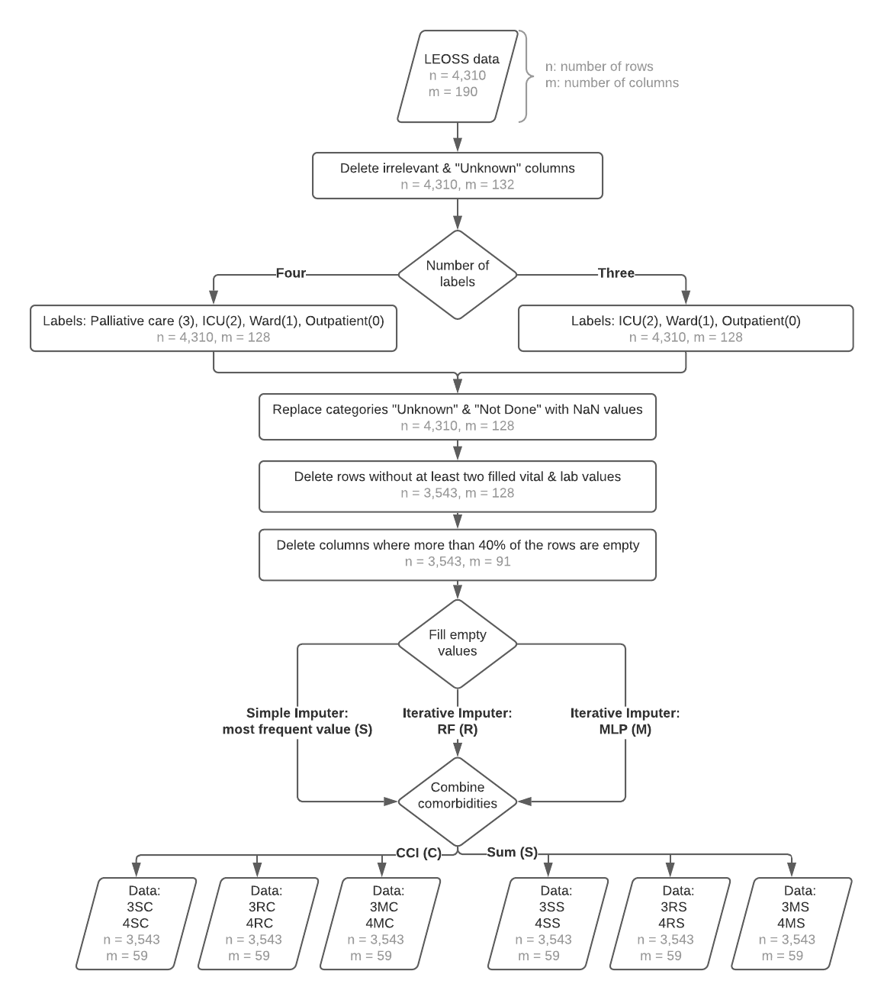 LEOSS data
n = 4,310
m = 190
n: number of rows
m: number of columns
Delete irrelevant & "Unknown" columns
n = 4,310, m = 132
Number of
labels
Four
Three
Labels: Palliative care (3), ICU(2), Ward(1), Outpatient(0)
n = 4,310, m = 128
Labels: ICU(2), Ward(1), Outpatient(0)
n = 4,310, m = 128
Replace categories "Unknown" & "Not Done" with NaN values
n = 4,310, m = 128
Delete rows without at least two filled vital & lab values
n = 3,543, m = 128
Delete columns where more than 40% of the rows are empty
n = 3,543, m = 91
Fill empty
values
Simple Imputer:
most frequent value (S)
Iterative Imputer:
RF (R)
Iterative Imputer:
MLP (M)
Combine
comorbidities
CCI (C)
Sum (S)
Data:
3SC
4SC
n = 3,543
m = 59
Data:
3RC
4RC
n = 3,543
m = 59
Data:
3MC
4MC
n = 3,543
m = 59
Data:
3SS
4SS
n = 3,543
m = 59
Data:
3RS
4RS
n = 3,543
m = 59
Data:
3MS
4MS
n = 3,543
m = 59